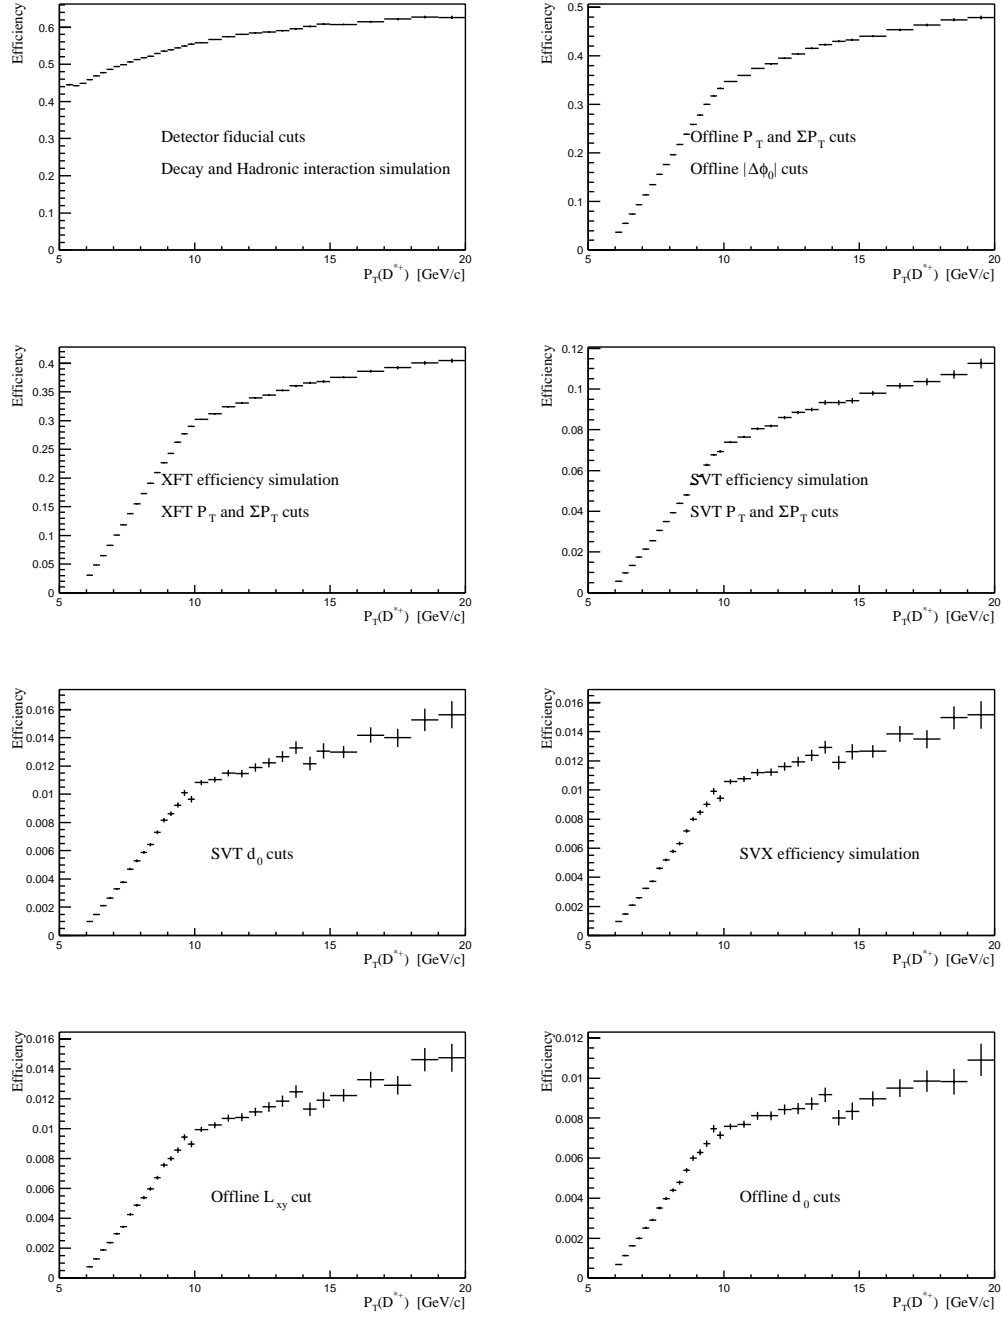 Efficiency
0.6
0.5
0.4
0.3
0.2
0.1
0
Detector fiducial cuts
Decay and Hadronic interaction simulation
5 10 15 20
P_T(D^*+) [GeV/c]
Efficiency
0.5
0.4
0.3
0.2
0.1
0
Offline P_T and ΣP_T cuts
Offline |Δϕ_0| cuts
5 10 15 20
P_T(D^*+) [GeV/c]
Efficiency
0.4
0.35
0.3
0.25
0.2
0.15
0.1
0.05
0
XFT efficiency simulation
XFT P_T and ΣP_T cuts
5 10 15 20
P_T(D^*+) [GeV/c]
Efficiency
0.12
0.1
0.08
0.06
0.04
0.02
0
SVT efficiency simulation
SVT P_T and ΣP_T cuts
5 10 15 20
P_T(D^*+) [GeV/c]
Efficiency
0.016
0.014
0.012
0.01
0.008
0.006
0.004
0.002
0
SVT d_0 cuts
5 10 15 20
P_T(D^*+) [GeV/c]
Efficiency
0.016
0.014
0.012
0.01
0.008
0.006
0.004
0.002
0
SVX efficiency simulation
5 10 15 20
P_T(D^*+) [GeV/c]
Efficiency
0.016
0.014
0.012
0.01
0.008
0.006
0.004
0.002
0
Offline L_xy cut
5 10 15 20
P_T(D^*+) [GeV/c]
Efficiency
0.012
0.01
0.008
0.006
0.004
0.002
0
Offline d_0 cuts
5 10 15 20
P_T(D^*+) [GeV/c]